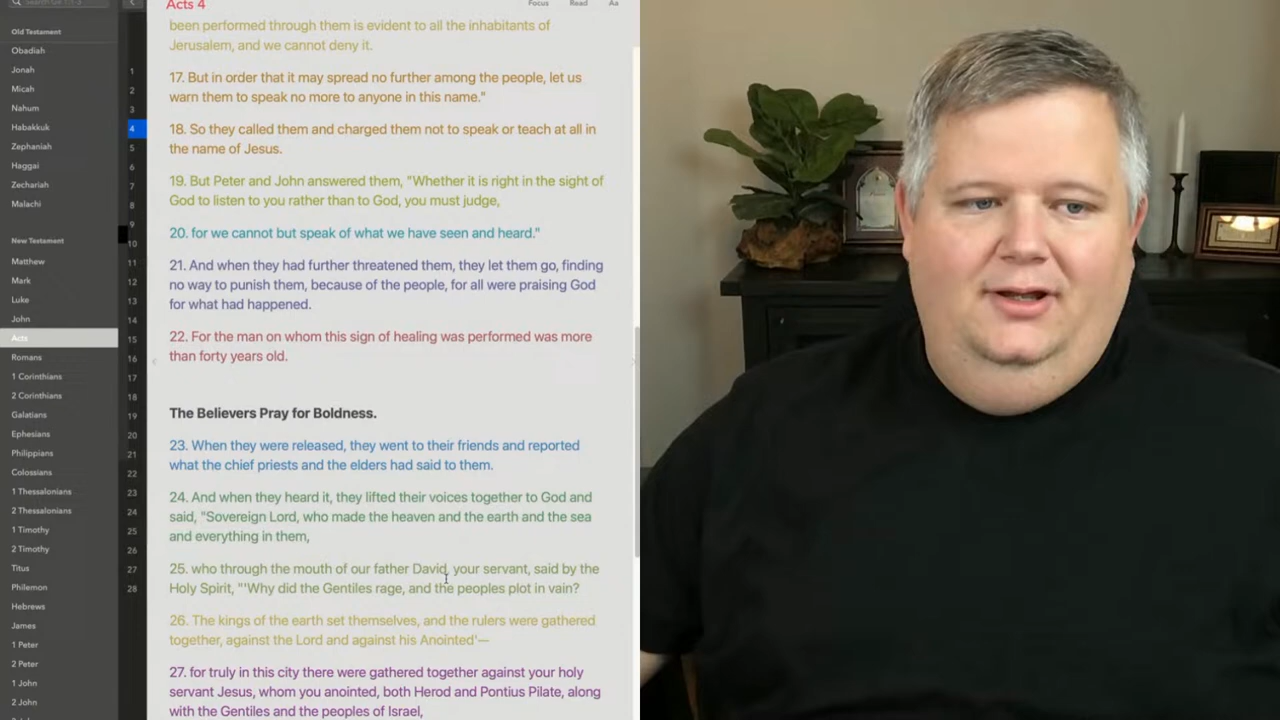 Search Gn 1:1-3
Old Testament
Obadiah
Jonah
Micah
Nahum
Habakkuk
Zephaniah
Haggai
Zechariah
Malachi
New Testament
Matthew
Mark
Luke
John
Acts
Romans
1 Corinthians
2 Corinthians
Galatians
Ephesians
Philippians
Colossians
1 Thessalonians
2 Thessalonians
1 Timothy
2 Timothy
Titus
Philemon
Hebrews
James
1 Peter
2 Peter
1 John
2 John
1
2
3
4
5
6
7
8
9
10
11
12
13
14
15
16
17
18
19
20
21
22
23
24
25
26
27
28
Acts 4
Focus
Read
Aa
been performed through them is evident to all the inhabitants of
Jerusalem, and we cannot deny it.
17. But in order that it may spread no further among the people, let us
warn them to speak no more to anyone in this name."
18. So they called them and charged them not to speak or teach at all in
the name of Jesus.
19. But Peter and John answered them, "Whether it is right in the sight of
God to listen to you rather than to God, you must judge,
20. for we cannot but speak of what we have seen and heard."
21. And when they had further threatened them, they let them go, finding
no way to punish them, because of the people, for all were praising God
for what had happened.
22. For the man on whom this sign of healing was performed was more
than forty years old.
The Believers Pray for Boldness.
23. When they were released, they went to their friends and reported
what the chief priests and the elders had said to them.
24. And when they heard it, they lifted their voices together to God and
said, "Sovereign Lord, who made the heaven and the earth and the sea
and everything in them,
25. who through the mouth of our father David, your servant, said by the
Holy Spirit, "'Why did the Gentiles rage, and the peoples plot in vain?
26. The kings of the earth set themselves, and the rulers were gathered
together, against the Lord and against his Anointed'—
27. for truly in this city there were gathered together against your holy
servant Jesus, whom you anointed, both Herod and Pontius Pilate, along
with the Gentiles and the peoples of Israel,